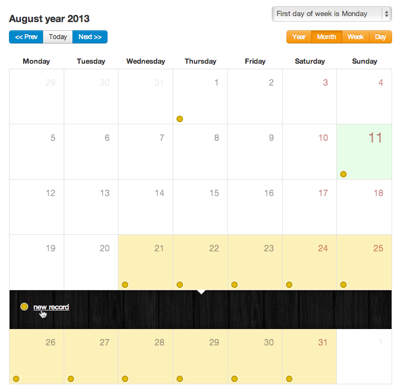 August year 2013
First day of week is Monday
<< Prev Today Next >>
Year Month Week Day
Monday Tuesday Wednesday Thursday Friday Saturday Sunday
29 30 31 1 2 3 4
5 6 7 8 9 10 11
12 13 14 15 16 17 18
19 20 21 22 23 24 25
new record
26 27 28 29 30 31 1